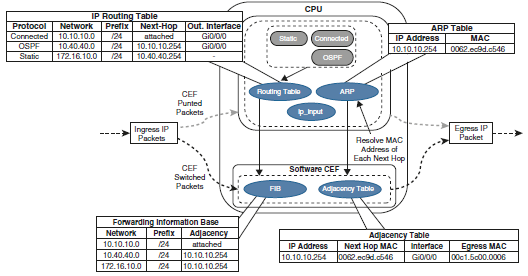 IP Routing Table
Protocol Network Prefix Next-Hop Out. Interface
Connected 10.10.10.0 /24 attached Gi0/0/0
OSPF 10.40.40.0 /24 10.10.10.254 Gi0/0/0
Static 172.16.10.0 /24 10.40.40.254 -
CPU
Static
Connected
OSPF
Routing Table
ARP
Ip_input
ARP Table
IP Address MAC
10.10.10.254 0062.ec9d.c546
CEF
Punted
Packets
Ingress IP
Packets
CEF
Switched
Packets
Resolve MAC
Address of
Each Next Hop
Egress IP
Packet
Software CEF
FIB
Adjacency Table
Forwarding Information Base
Network Prefix Adjacency
10.10.10.0 /24 attached
10.40.40.0 /24 10.10.10.254
172.16.10.0 /24 10.10.10.254
Adjacency Table
IP Address Next Hop MAC Interface Egress MAC
10.10.10.254 0062.ec9d.c546 Gi0/0/0 00c1.5c00.0006